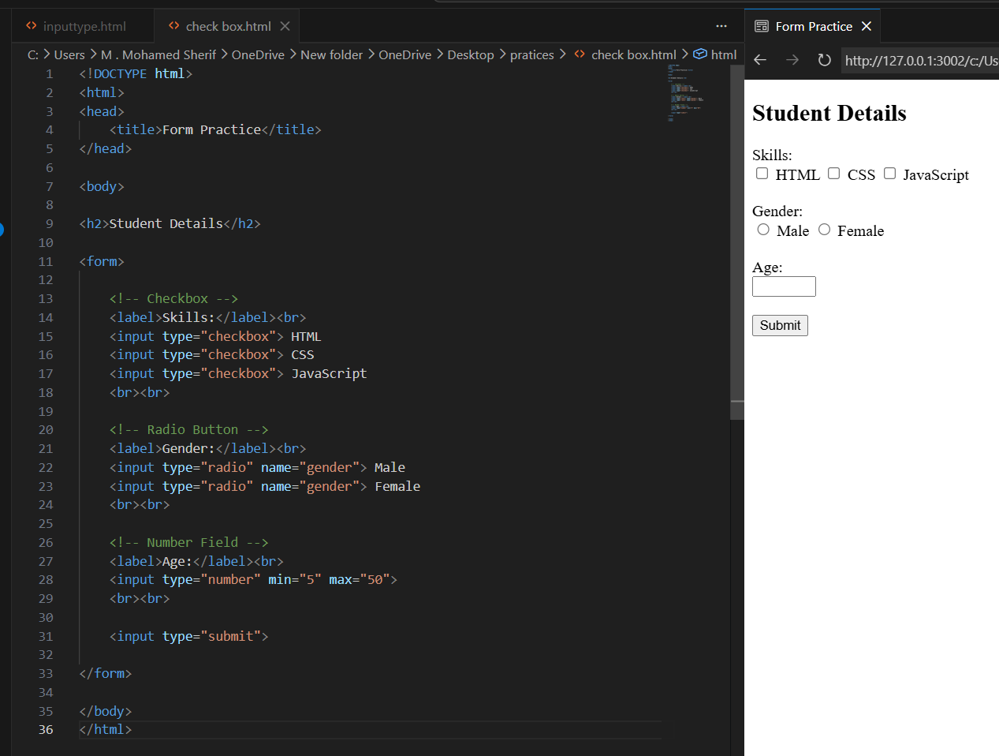 inputtype.html
check box.html
Form Practice
C: > Users > M . Mohamed Sherif > OneDrive > New folder > OneDrive > Desktop > pratices > check box.html > html
http://127.0.0.1:3002/c:/Us
1 <!DOCTYPE html>
2 <html>
3 <head>
4 <title>Form Practice</title>
5 </head>
6
7 <body>
8
9 <h2>Student Details</h2>
10
11 <form>
12
13 <!-- Checkbox -->
14 <label>Skills:</label><br>
15 <input type="checkbox"> HTML
16 <input type="checkbox"> CSS
17 <input type="checkbox"> JavaScript
18 <br><br>
19
20 <!-- Radio Button -->
21 <label>Gender:</label><br>
22 <input type="radio" name="gender"> Male
23 <input type="radio" name="gender"> Female
24 <br><br>
25
26 <!-- Number Field -->
27 <label>Age:</label><br>
28 <input type="number" min="5" max="50">
29 <br><br>
30
31 <input type="submit">
32
33 </form>
34
35 </body>
36 </html>
Student Details
Skills:
HTML CSS JavaScript
Gender:
Male Female
Age:
Submit